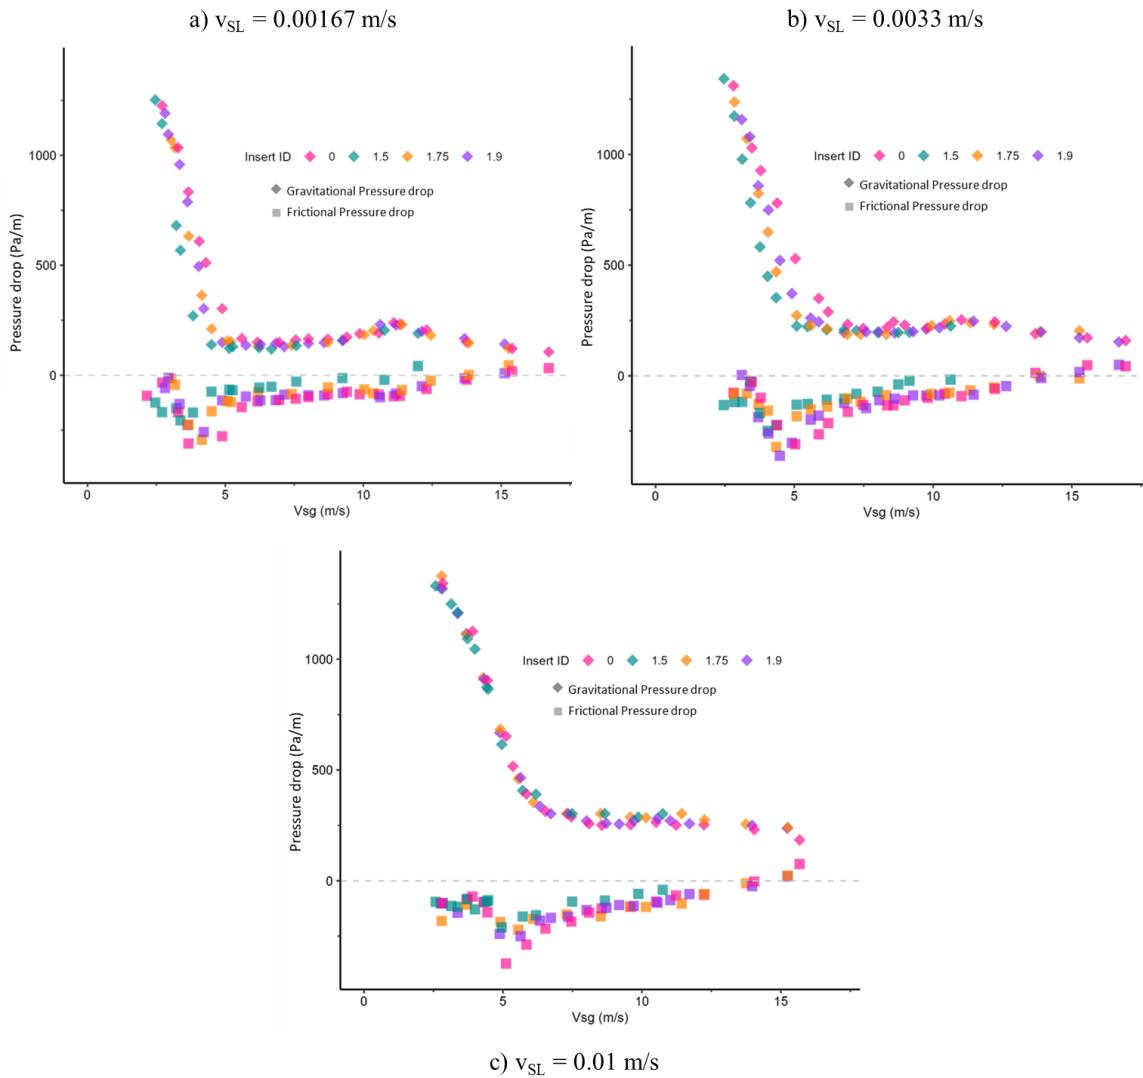 a) vSL = 0.00167 m/s
b) vSL = 0.0033 m/s
Pressure drop (Pa/m)
1000
500
0
Insert ID 0 1.5 1.75 1.9
Gravitational Pressure drop
Frictional Pressure drop
0 5 10 15
Vsg (m/s)
Pressure drop (Pa/m)
1000
500
0
Insert ID 0 1.5 1.75 1.9
Gravitational Pressure drop
Frictional Pressure drop
0 5 10 15
Vsg (m/s)
Pressure drop (Pa/m)
1000
500
0
Insert ID 0 1.5 1.75 1.9
Gravitational Pressure drop
Frictional Pressure drop
0 5 10 15
Vsg (m/s)
c) vSL = 0.01 m/s